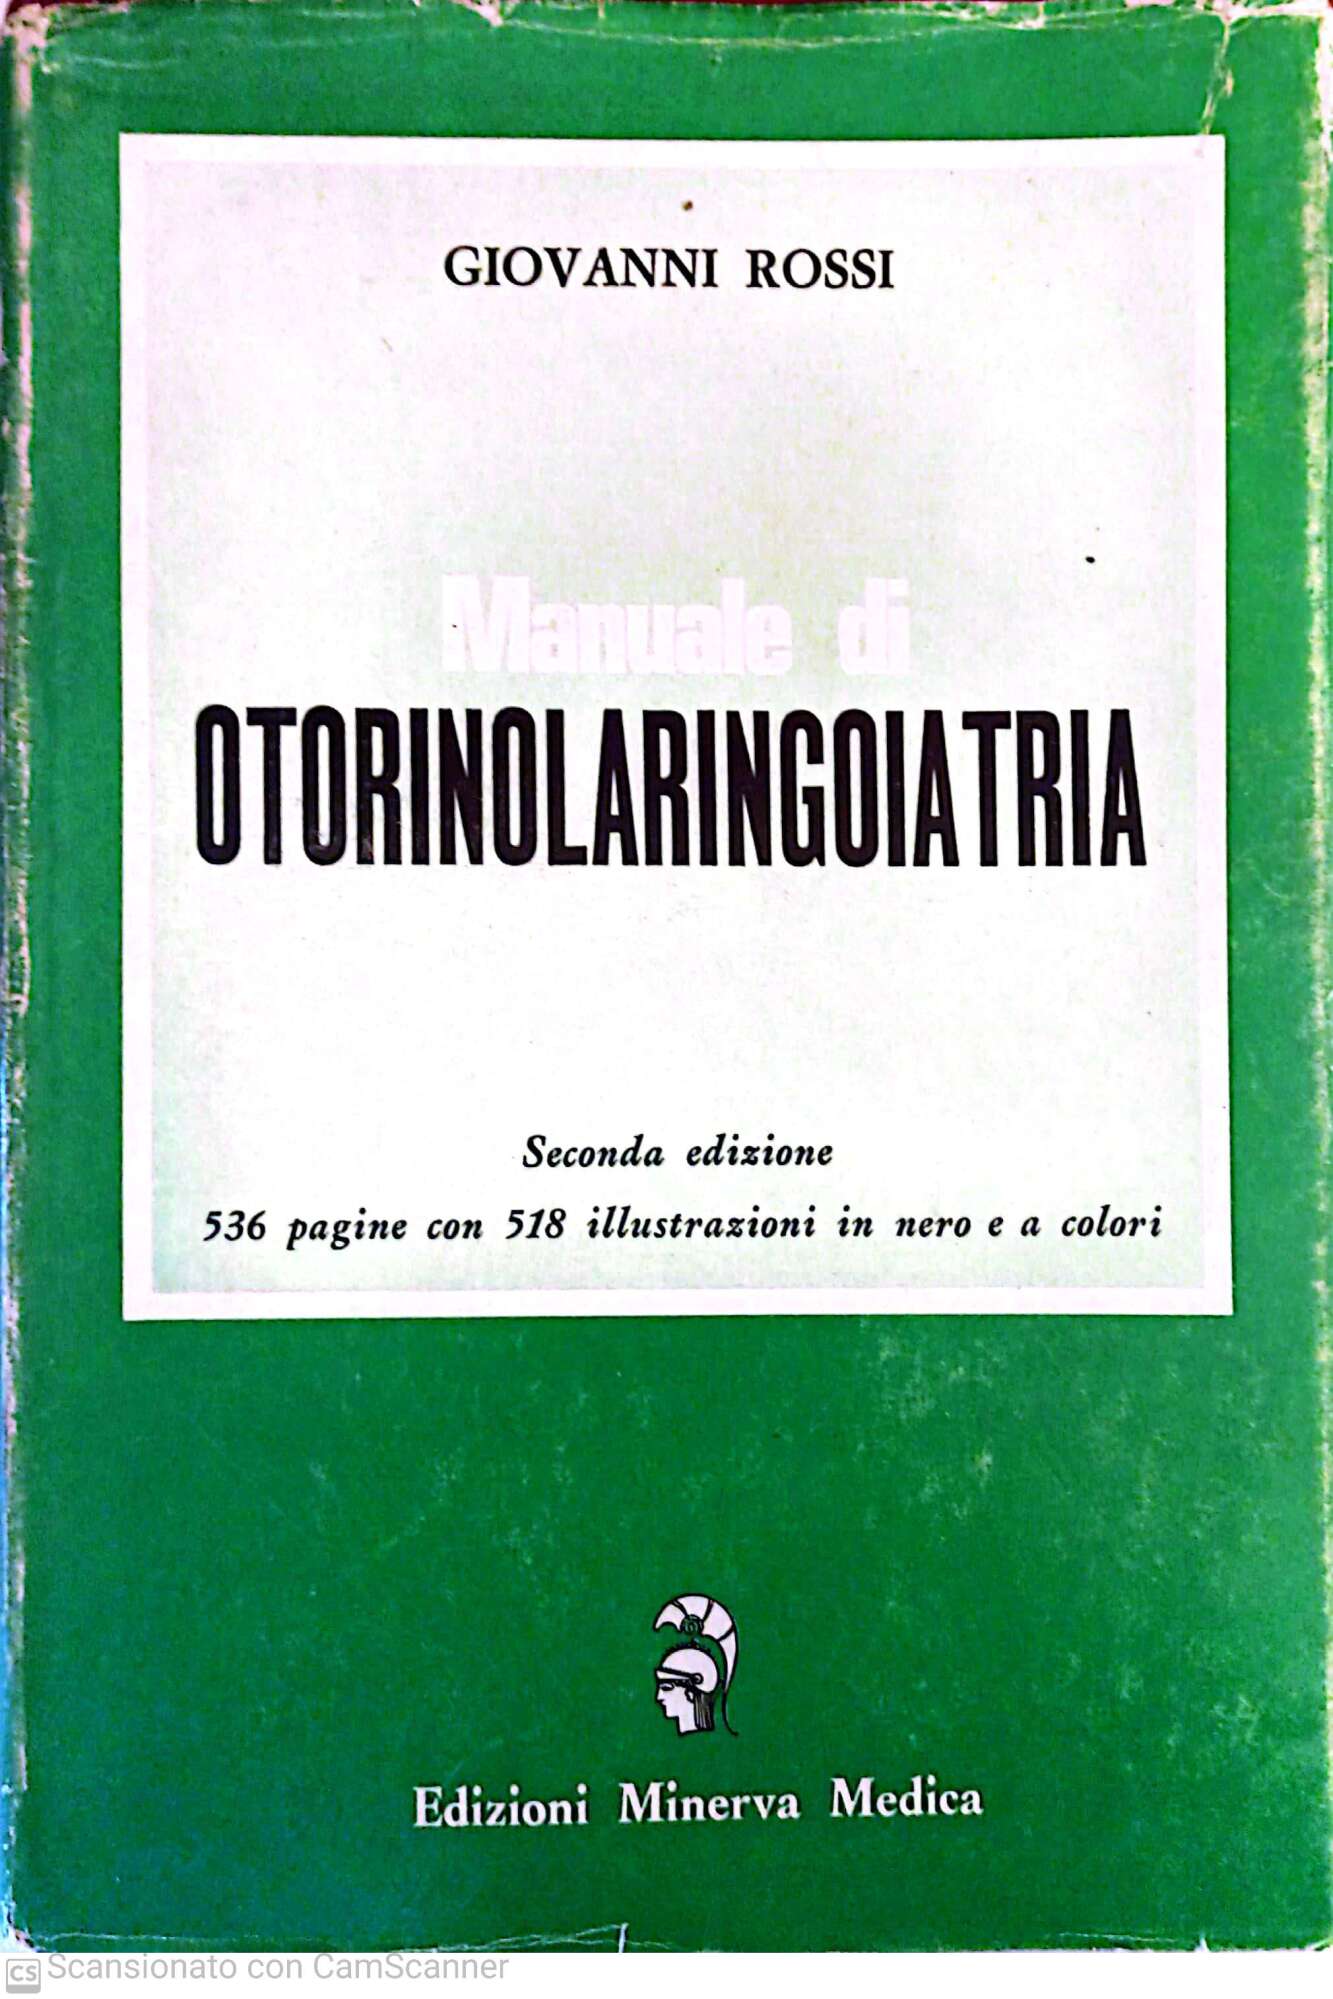 GIOVANNI ROSSI
Manuale di
OTORINOLARINGOIATRIA
Seconda edizione
536 pagine con 518 illustrazioni in nero e a colori
Edizioni Minerva Medica
CS Scansionato con CamScanner